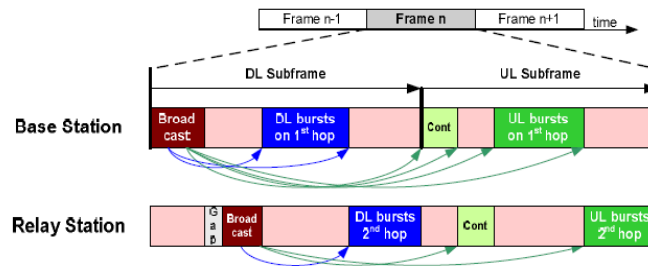 Frame n-1 Frame n Frame n+1 time
DL Subframe UL Subframe
Base Station
Broad
cast
DL bursts
on 1st hop
Cont
UL bursts
on 1st hop
Relay Station
Gap
Broad
cast
DL bursts
2nd hop
Cont
UL bursts
2nd hop